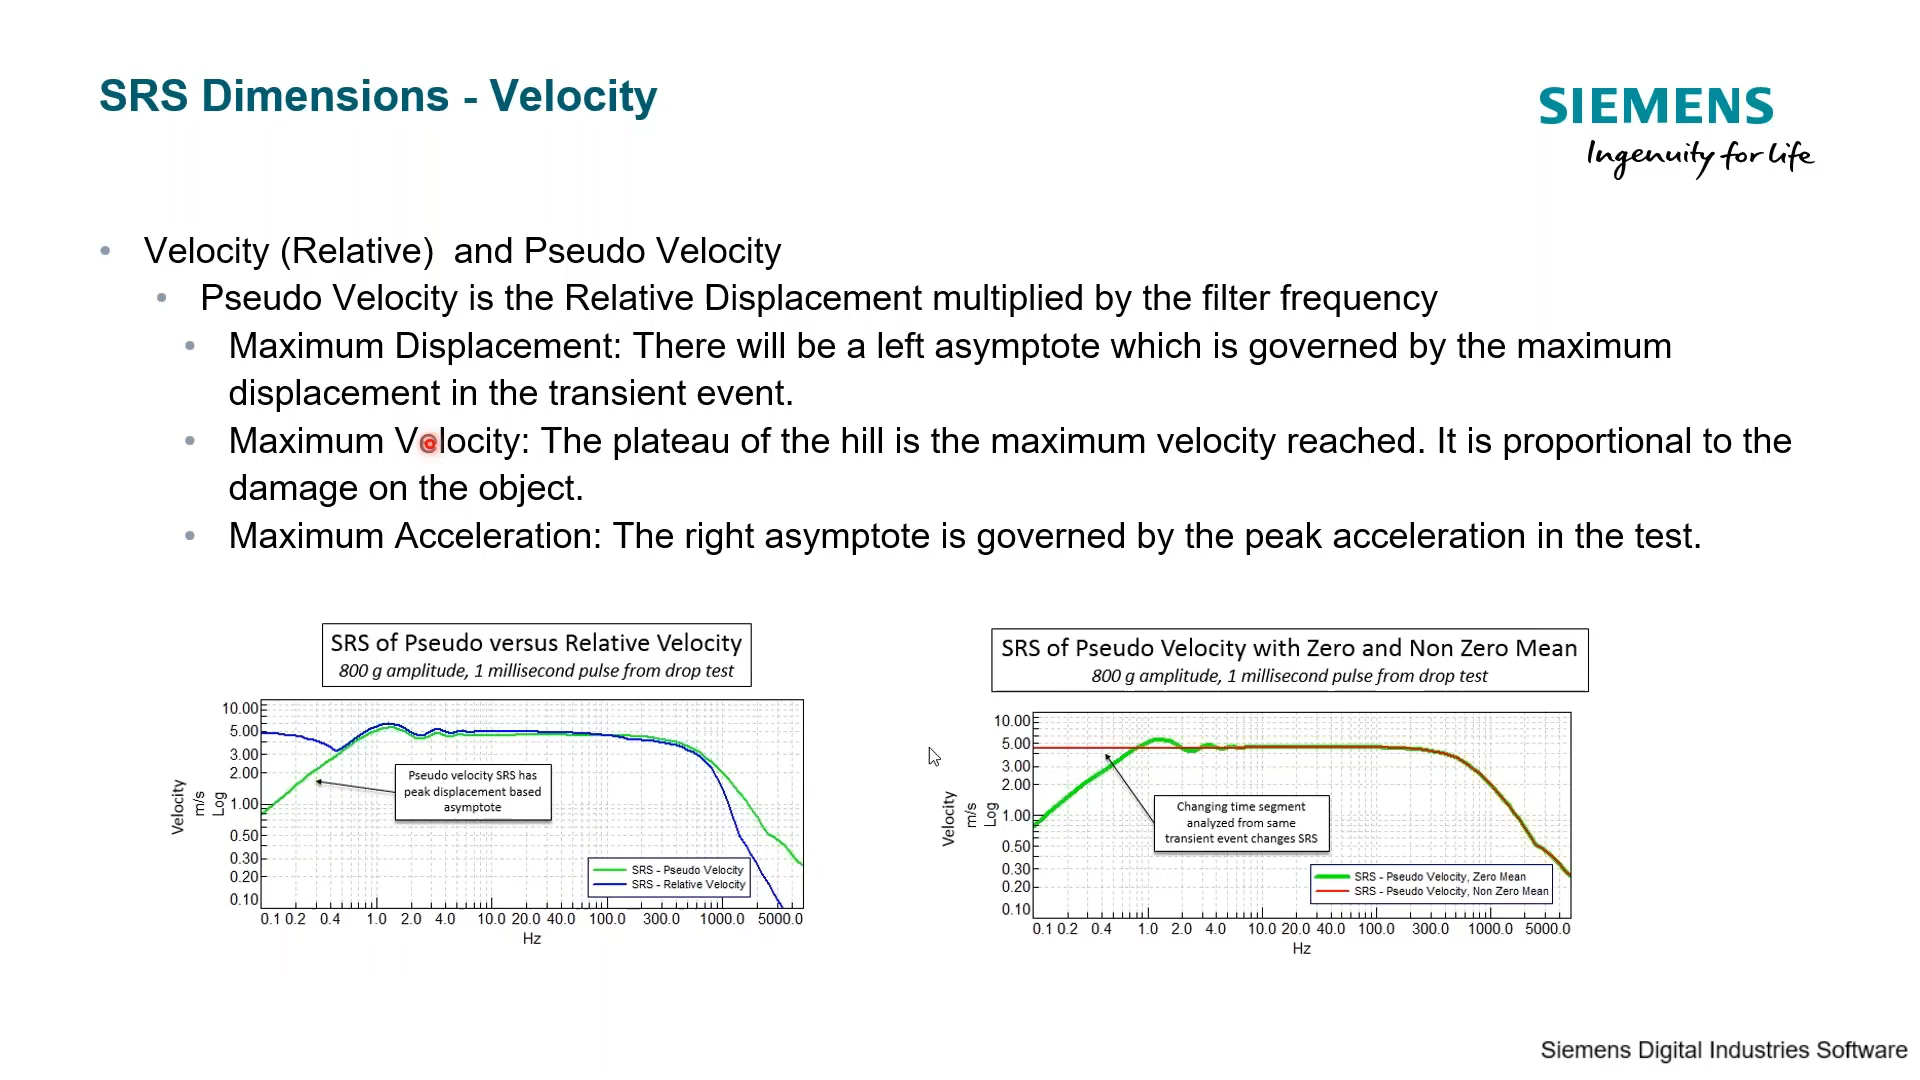 SRS Dimensions - Velocity
SIEMENS
Ingenuity for life
• Velocity (Relative)  and Pseudo Velocity
• Pseudo Velocity is the Relative Displacement multiplied by the filter frequency
• Maximum Displacement: There will be a left asymptote which is governed by the maximum
displacement in the transient event.
• Maximum Velocity: The plateau of the hill is the maximum velocity reached. It is proportional to the
damage on the object.
• Maximum Acceleration: The right asymptote is governed by the peak acceleration in the test.
SRS of Pseudo versus Relative Velocity
800 g amplitude, 1 millisecond pulse from drop test
10.00
5.00
3.00
2.00
1.00
0.50
0.30
0.20
0.10
Velocity
m/s
Log
Pseudo velocity SRS has
peak displacement based
asymptote
SRS - Pseudo Velocity
SRS - Relative Velocity
0.1 0.2 0.4 1.0 2.0 4.0 10.0 20.0 40.0 100.0 300.0 1000.0 5000.0
Hz
SRS of Pseudo Velocity with Zero and Non Zero Mean
800 g amplitude, 1 millisecond pulse from drop test
10.00
5.00
3.00
2.00
1.00
0.50
0.30
0.20
0.10
Velocity
m/s
Log
Changing time segment
analyzed from same
transient event changes SRS
SRS - Pseudo Velocity, Zero Mean
SRS - Pseudo Velocity, Non Zero Mean
0.1 0.2 0.4 1.0 2.0 4.0 10.0 20.0 40.0 100.0 300.0 1000.0 5000.0
Hz
Siemens Digital Industries Software